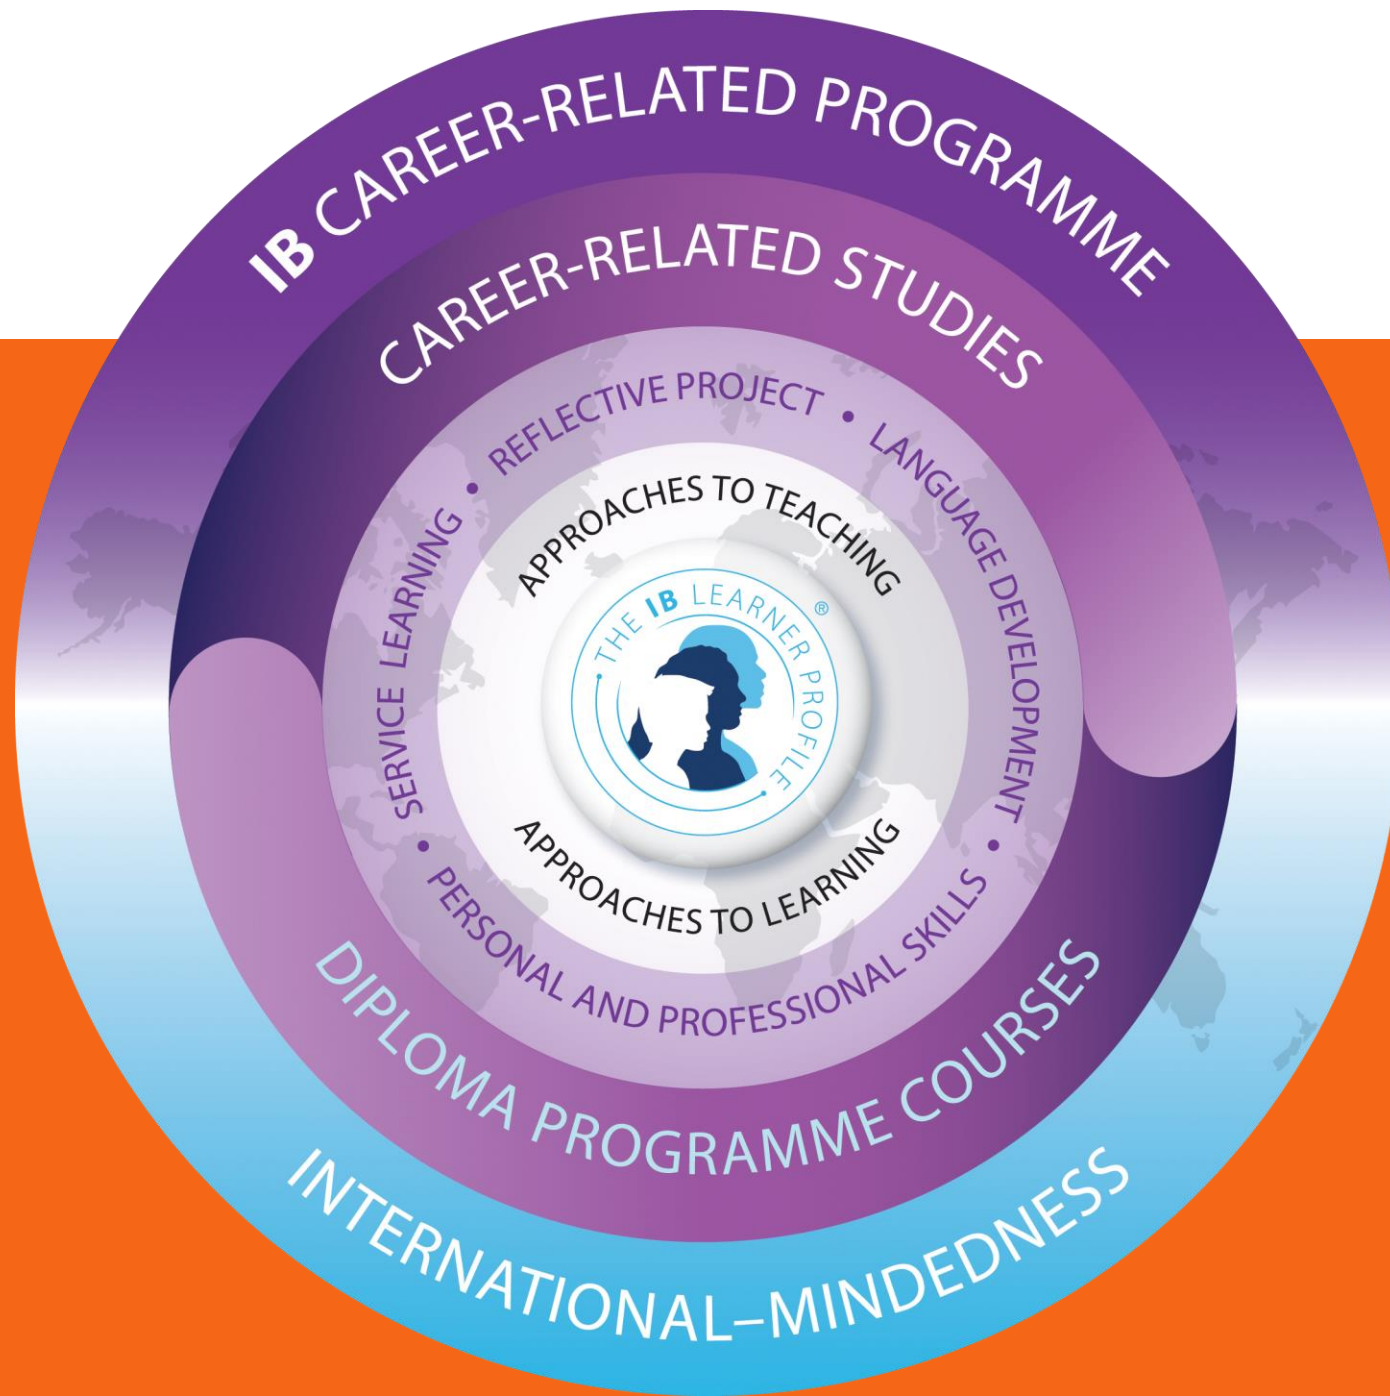 IB CAREER-RELATED PROGRAMME
CAREER-RELATED STUDIES
SERVICE LEARNING • REFLECTIVE PROJECT • LANGUAGE DEVELOPMENT •
APPROACHES TO TEACHING
• THE IB LEARNER PROFILE • ®
APPROACHES TO LEARNING
• PERSONAL AND PROFESSIONAL SKILLS
DIPLOMA PROGRAMME COURSES
INTERNATIONAL–MINDEDNESS